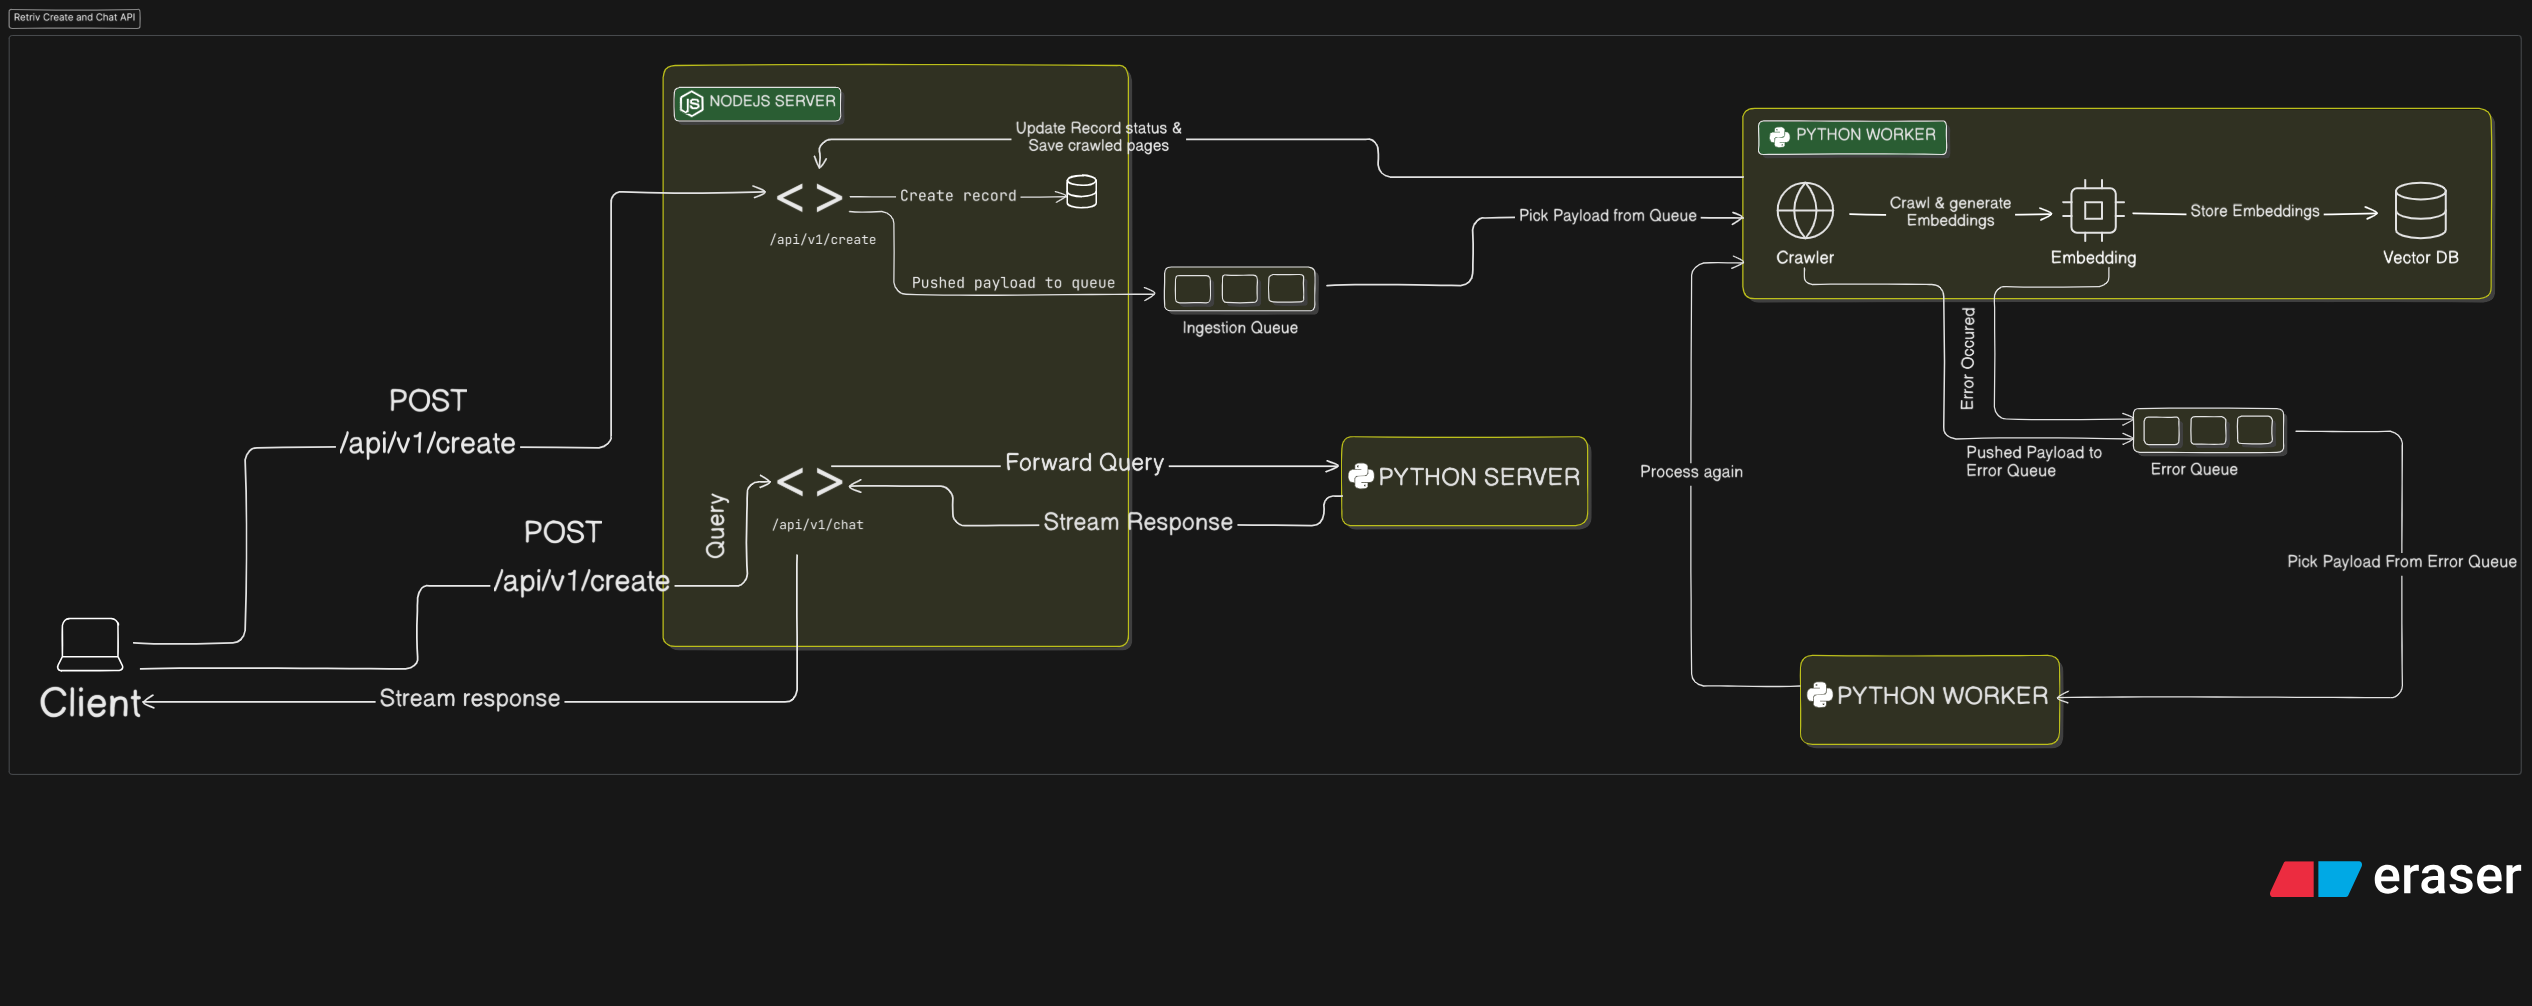 Retriv Create and Chat API
NODEJS SERVER
Update Record status &
Save crawled pages
Create record
/api/v1/create
Pushed payload to queue
Ingestion Queue
Pick Payload from Queue
PYTHON WORKER
Crawler
Crawl & generate
Embeddings
Embedding
Store Embeddings
Vector DB
Error Occured
Pushed Payload to
Error Queue
Error Queue
Process again
Pick Payload From Error Queue
PYTHON WORKER
POST
/api/v1/create
POST
/api/v1/create
Query
< >
/api/v1/chat
Forward Query
Stream Response
PYTHON SERVER
Client
Stream response
eraser